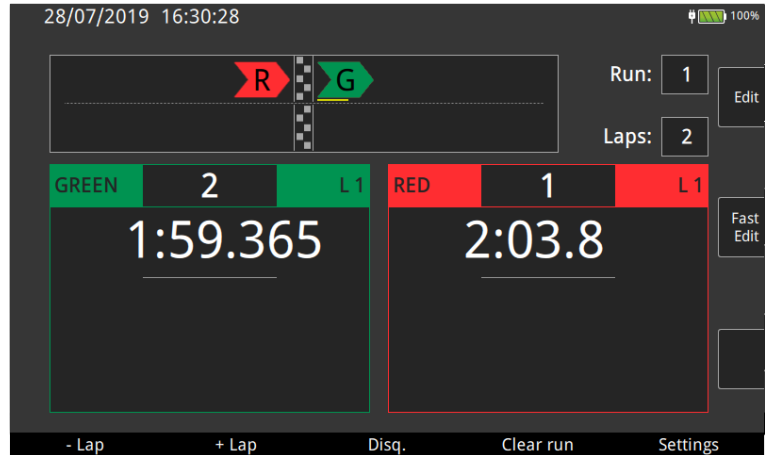 28/07/2019 16:30:28
100%
R G
Run: 1
Edit
Laps: 2
GREEN 2 L 1
RED 1 L 1
1:59.365
2:03.8
Fast
Edit
- Lap + Lap Disq. Clear run Settings